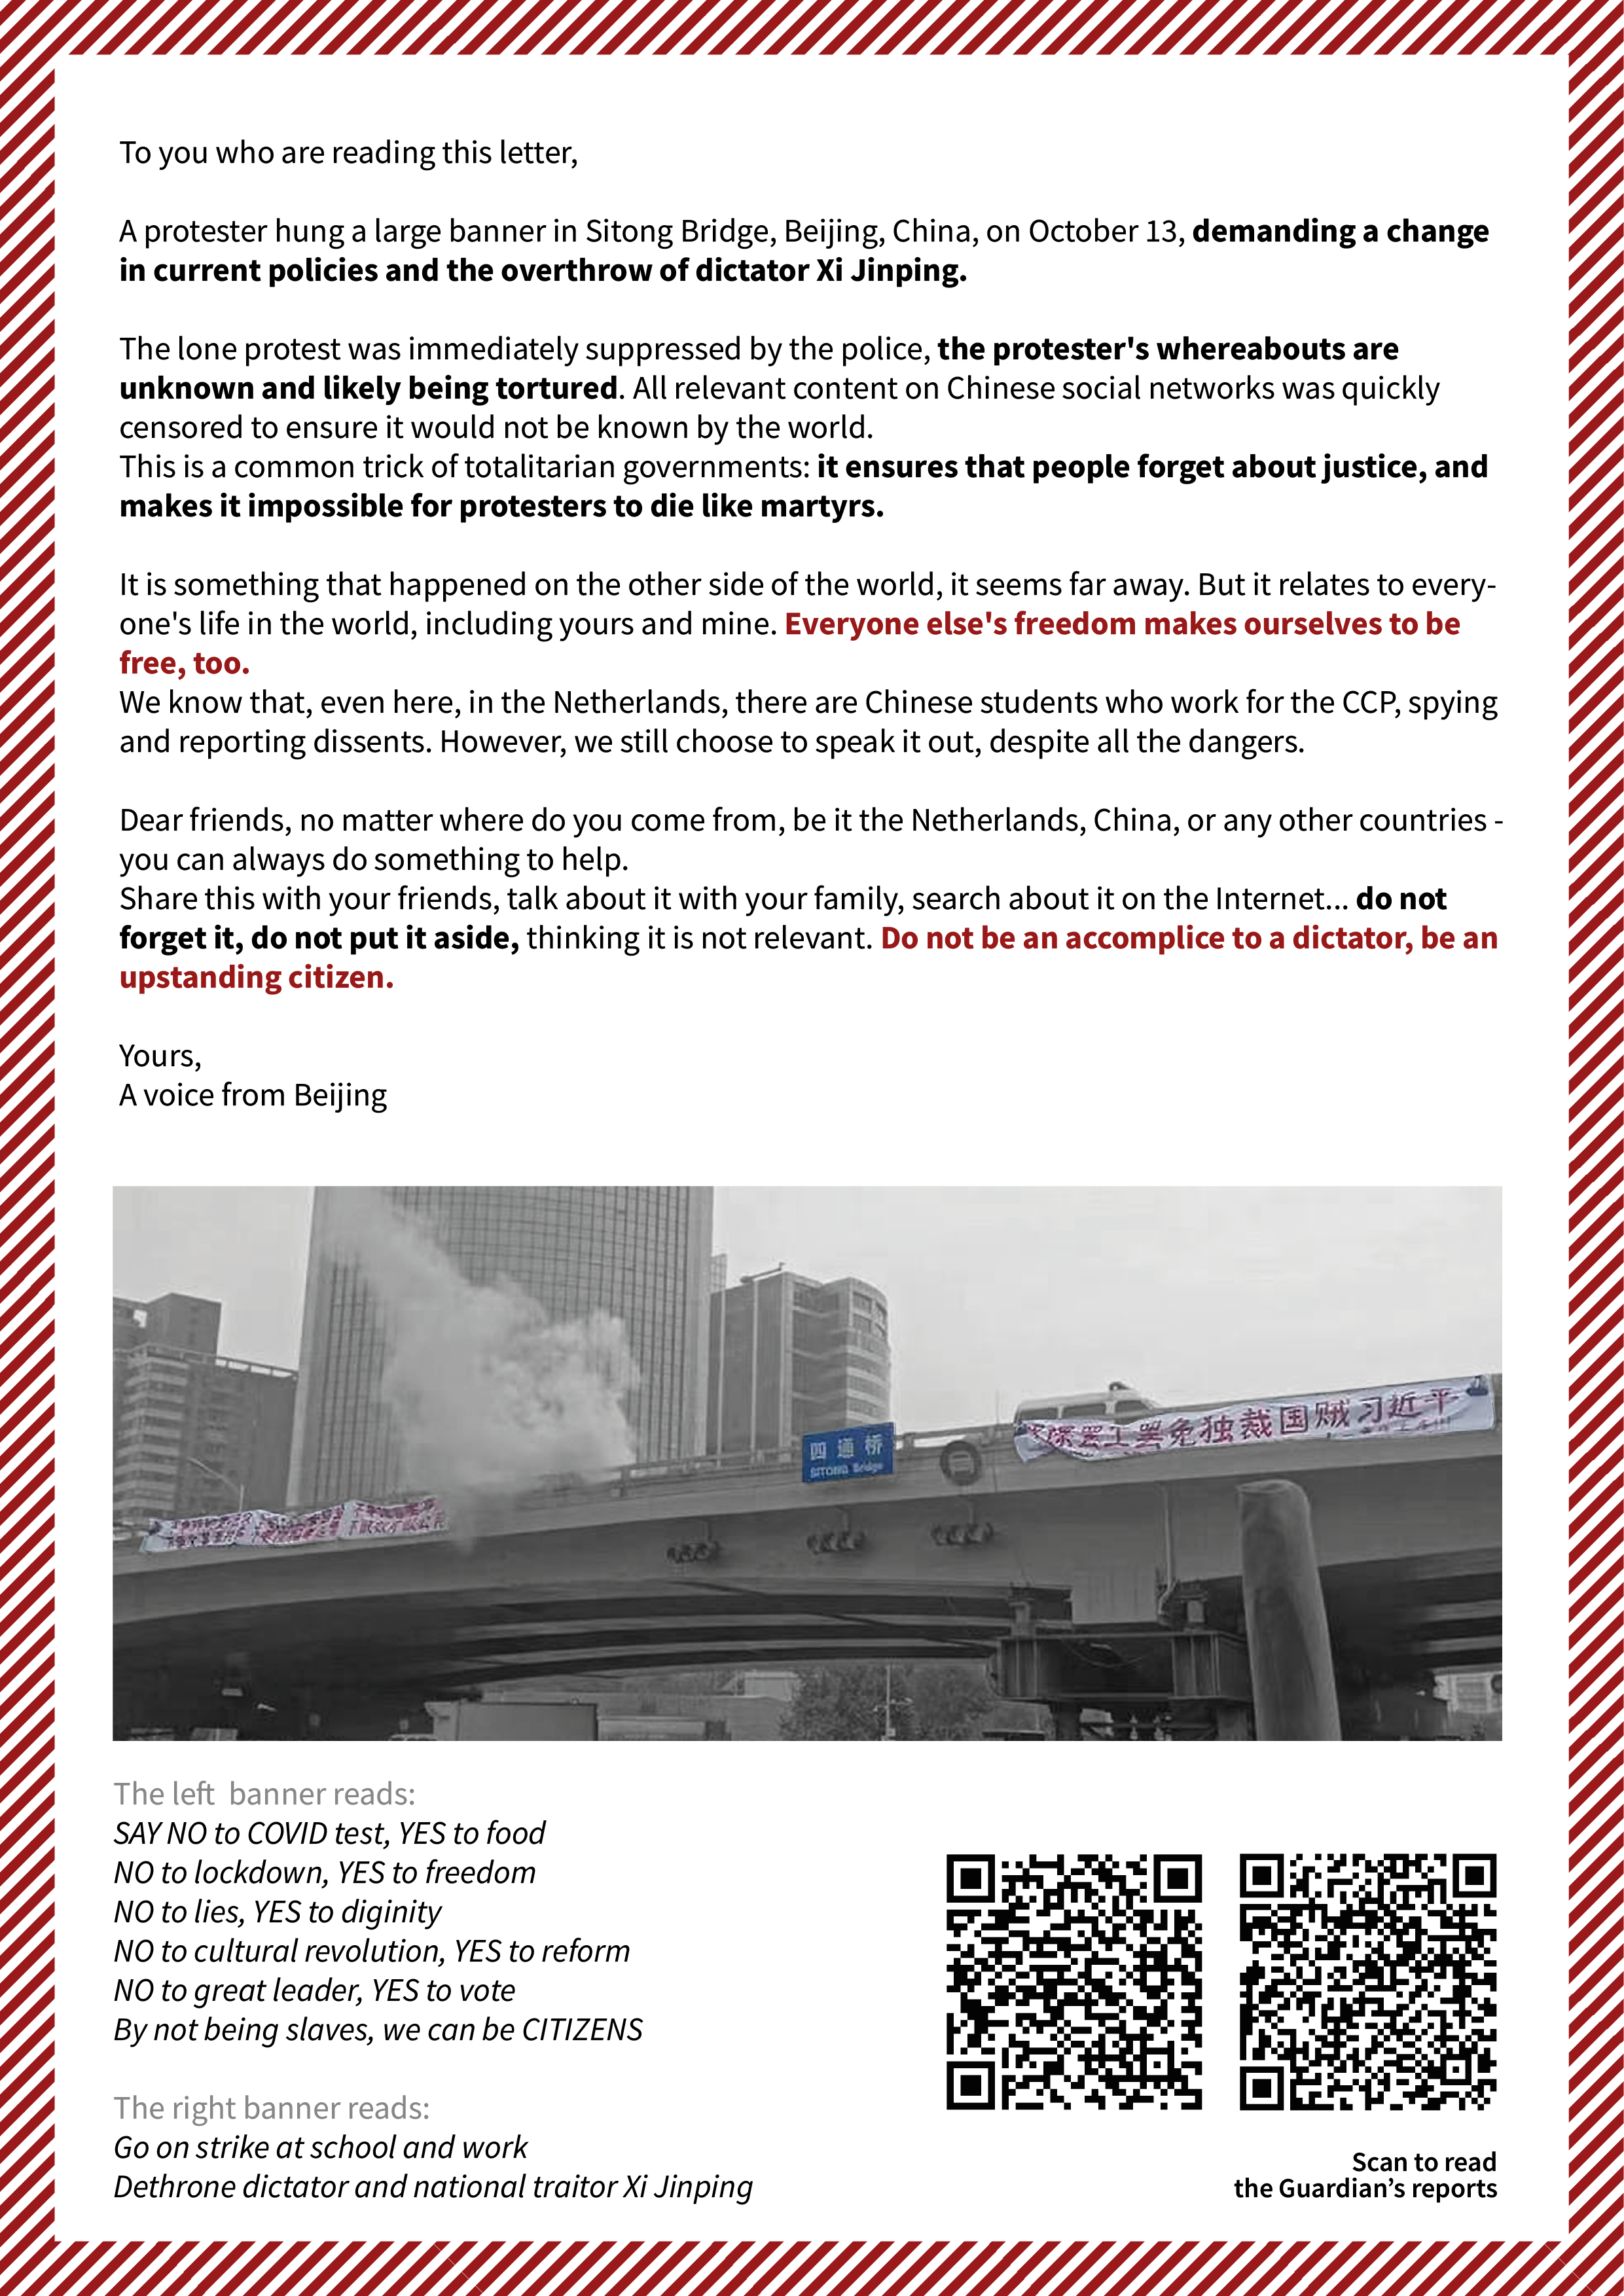 To you who are reading this letter,
A protester hung a large banner in Sitong Bridge, Beijing, China, on October 13, demanding a change
in current policies and the overthrow of dictator Xi Jinping.
The lone protest was immediately suppressed by the police, the protester's whereabouts are
unknown and likely being tortured. All relevant content on Chinese social networks was quickly
censored to ensure it would not be known by the world.
This is a common trick of totalitarian governments: it ensures that people forget about justice, and
makes it impossible for protesters to die like martyrs.
It is something that happened on the other side of the world, it seems far away. But it relates to every-
one's life in the world, including yours and mine. Everyone else's freedom makes ourselves to be
free, too.
We know that, even here, in the Netherlands, there are Chinese students who work for the CCP, spying
and reporting dissents. However, we still choose to speak it out, despite all the dangers.
Dear friends, no matter where do you come from, be it the Netherlands, China, or any other countries -
you can always do something to help.
Share this with your friends, talk about it with your family, search about it on the Internet... do not
forget it, do not put it aside, thinking it is not relevant. Do not be an accomplice to a dictator, be an
upstanding citizen.
Yours,
A voice from Beijing
四通桥
SITONG Bridge
罢工罢免独裁国贼习近平
The left  banner reads:
SAY NO to COVID test, YES to food
NO to lockdown, YES to freedom
NO to lies, YES to diginity
NO to cultural revolution, YES to reform
NO to great leader, YES to vote
By not being slaves, we can be CITIZENS
The right banner reads:
Go on strike at school and work
Dethrone dictator and national traitor Xi Jinping
Scan to read
the Guardian’s reports